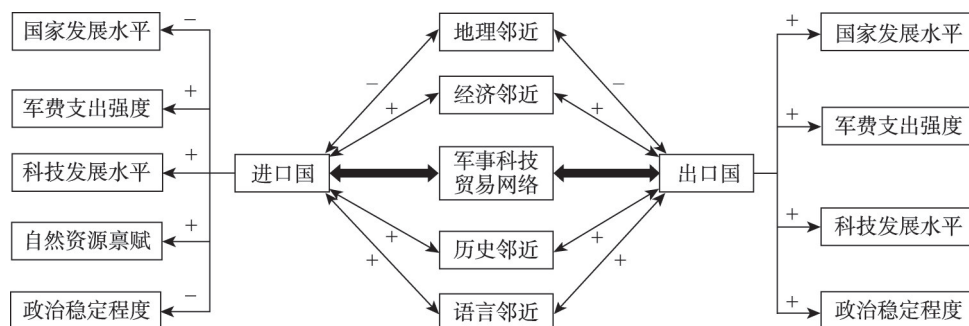 国家发展水平
军费支出强度
科技发展水平
自然资源禀赋
政治稳定程度
−
+
+
+
−
进口国
地理邻近
经济邻近
军事科技
贸易网络
历史邻近
语言邻近
−
+
+
+
−
+
+
+
出口国
+
+
+
+
国家发展水平
军费支出强度
科技发展水平
政治稳定程度